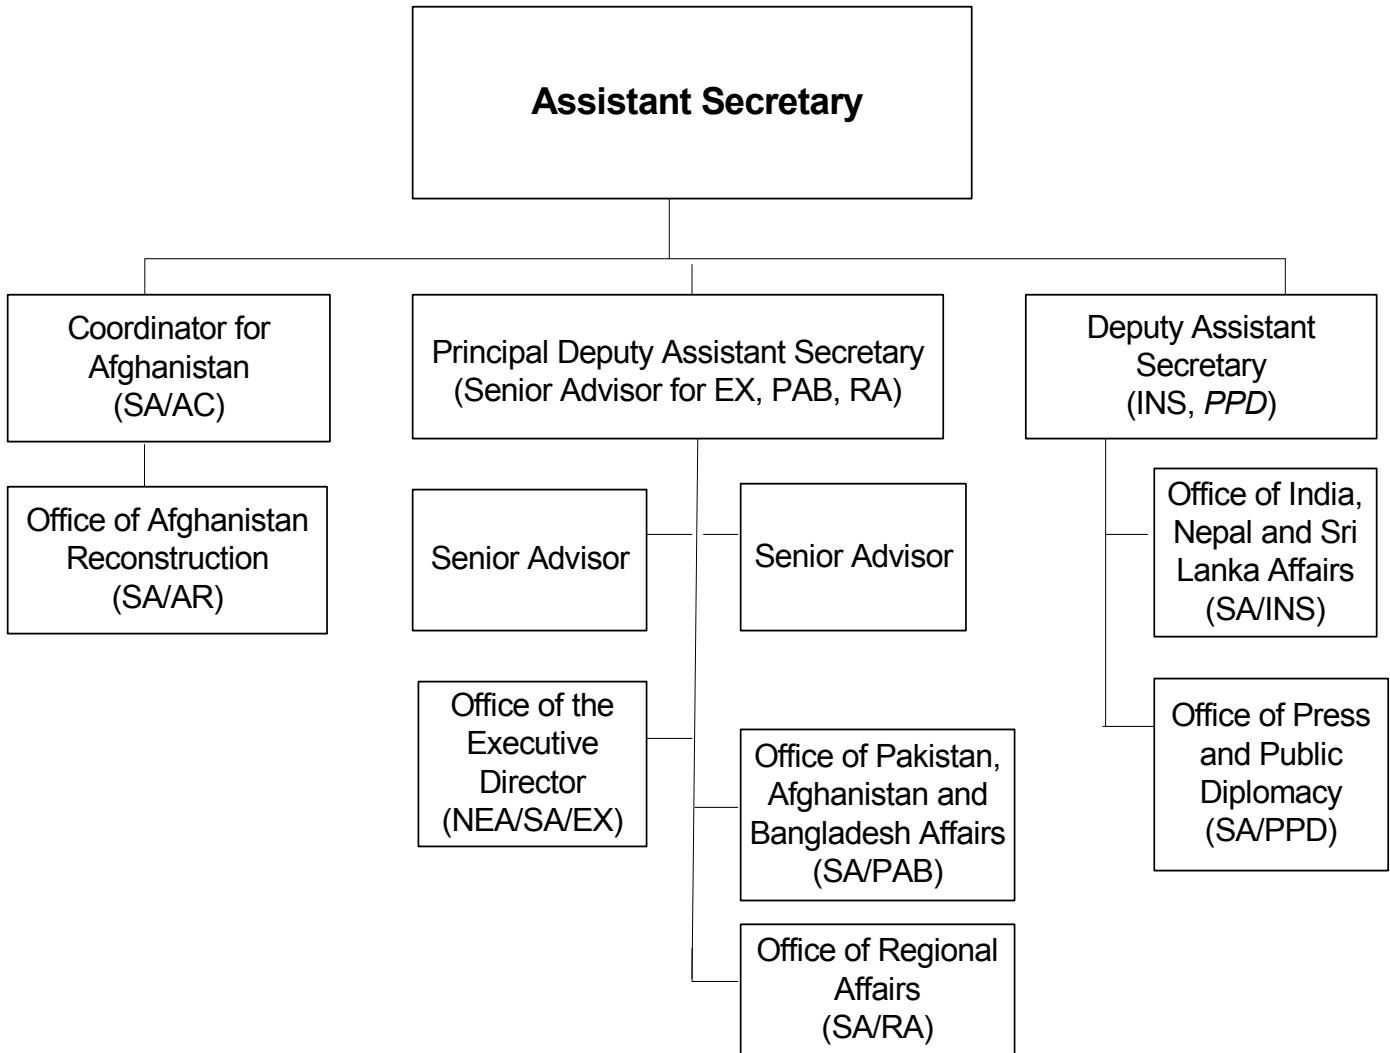 Assistant Secretary
Coordinator for
Afghanistan
(SA/AC)
Principal Deputy Assistant Secretary
(Senior Advisor for EX, PAB, RA)
Deputy Assistant
Secretary
(INS, PPD)
Office of Afghanistan
Reconstruction
(SA/AR)
Senior Advisor
Senior Advisor
Office of India,
Nepal and Sri
Lanka Affairs
(SA/INS)
Office of the
Executive
Director
(NEA/SA/EX)
Office of Pakistan,
Afghanistan and
Bangladesh Affairs
(SA/PAB)
Office of Press
and Public
Diplomacy
(SA/PPD)
Office of Regional
Affairs
(SA/RA)